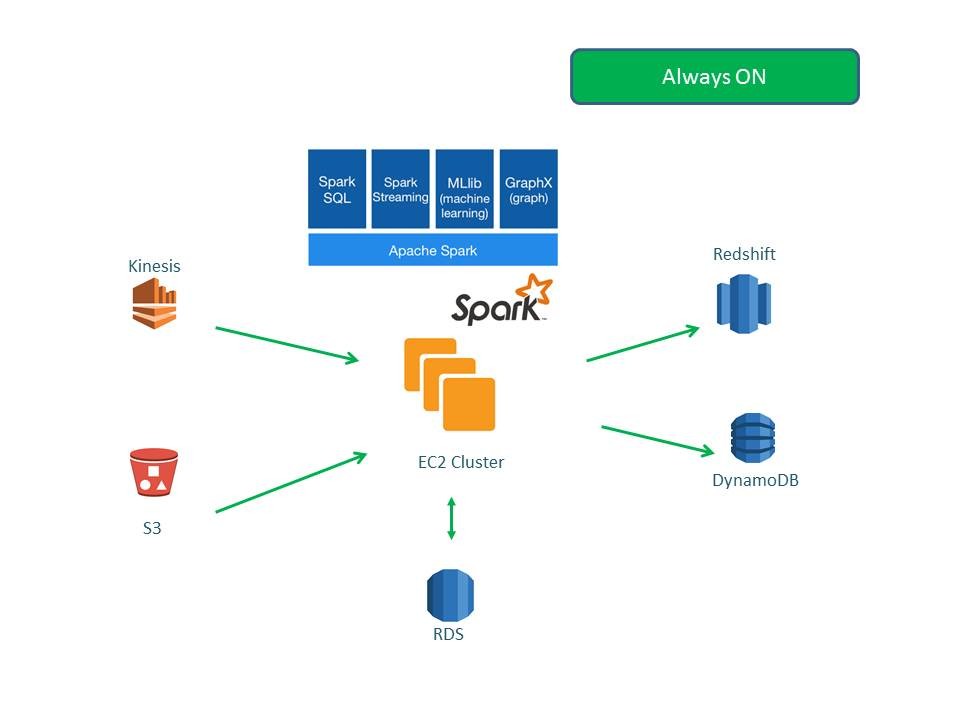 Always ON
Spark
SQL
Spark
Streaming
MLlib
(machine
learning)
GraphX
(graph)
Apache Spark
Kinesis
Redshift
Spark™
EC2 Cluster
DynamoDB
S3
RDS